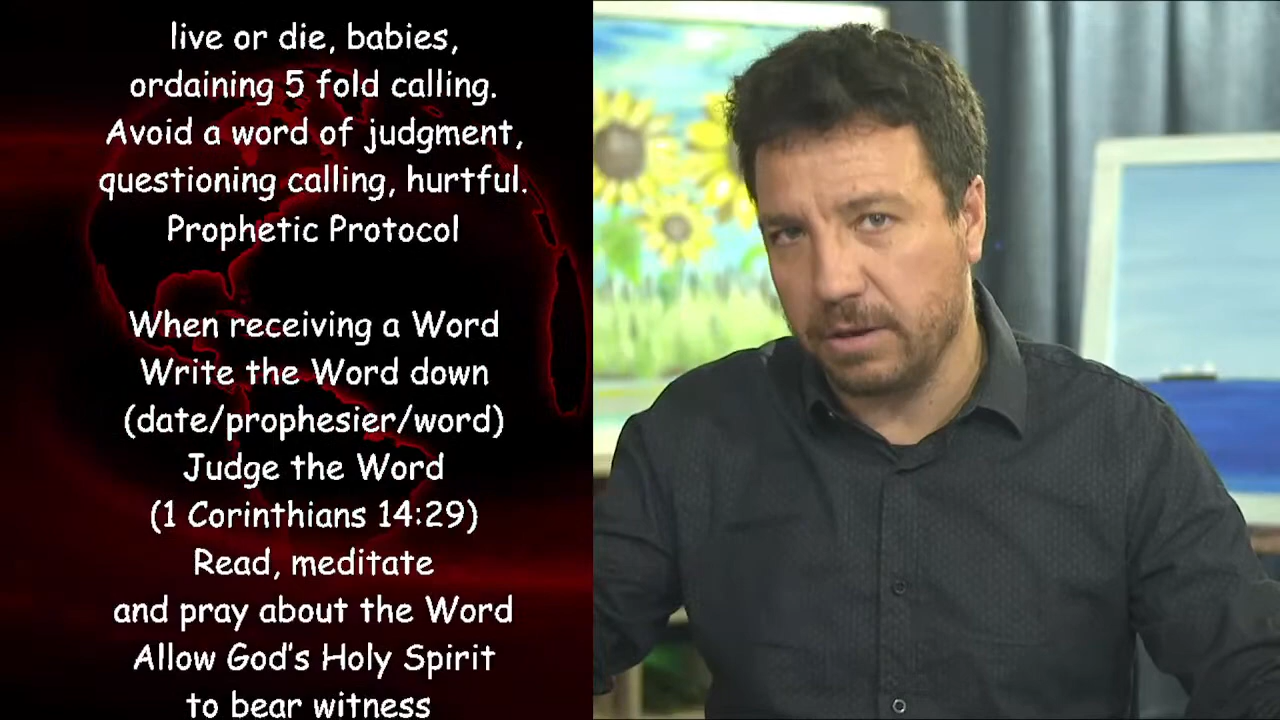 live or die, babies,
ordaining 5 fold calling.
Avoid a word of judgment,
questioning calling, hurtful.
Prophetic Protocol
When receiving a Word
Write the Word down
(date/prophesier/word)
Judge the Word
(1 Corinthians 14:29)
Read, meditate
and pray about the Word
Allow God's Holy Spirit
to bear witness